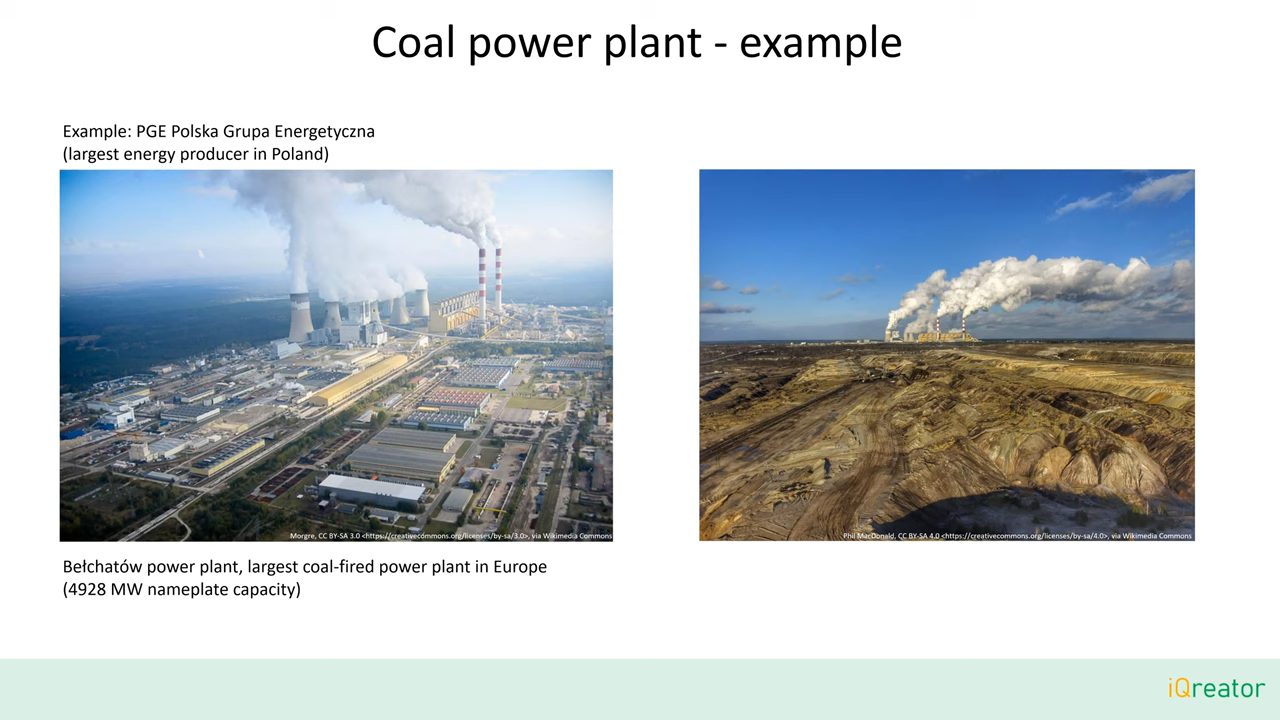 Coal power plant - example
Example: PGE Polska Grupa Energetyczna
(largest energy producer in Poland)
Morgre, CC BY-SA 3.0 <https://creativecommons.org/licenses/by-sa/3.0>, via Wikimedia Commons
Phil MacDonald, CC BY-SA 4.0 <https://creativecommons.org/licenses/by-sa/4.0>, via Wikimedia Commons
Bełchatów power plant, largest coal-fired power plant in Europe
(4928 MW nameplate capacity)
iQreator